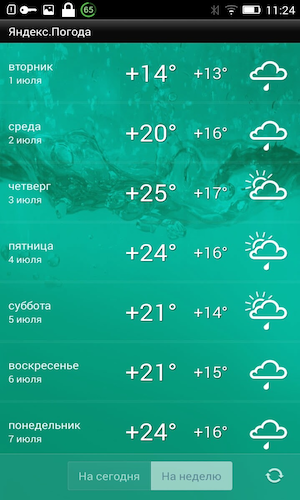 65
11:24
Яндекс.Погода
вторник +14° +13°
1 июля
среда +20° +16°
2 июля
четверг +25° +17°
3 июля
пятница +24° +16°
4 июля
суббота +21° +14°
5 июля
воскресенье +21° +15°
6 июля
понедельник +24° +16°
7 июля
На сегодня На неделю